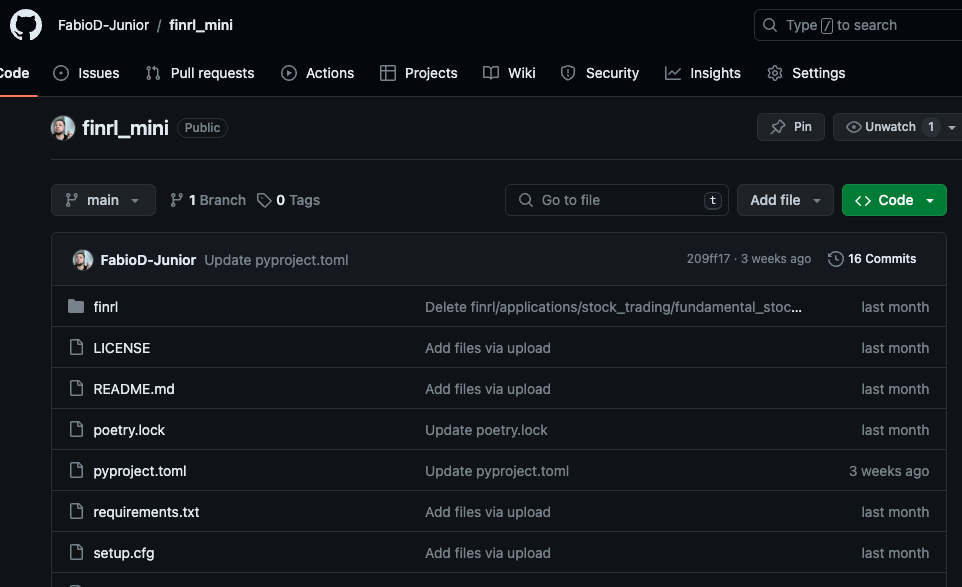 FabioD-Junior / finrl_mini
Type / to search
Code Issues Pull requests Actions Projects Wiki Security Insights Settings
finrl_mini Public
Pin Unwatch 1
main 1 Branch 0 Tags Go to file t Add file Code
FabioD-Junior Update pyproject.toml 209ff17 · 3 weeks ago 16 Commits
finrl Delete finrl/applications/stock_trading/fundamental_stoc... last month
LICENSE Add files via upload last month
README.md Add files via upload last month
poetry.lock Update poetry.lock last month
pyproject.toml Update pyproject.toml 3 weeks ago
requirements.txt Add files via upload last month
setup.cfg Add files via upload last month